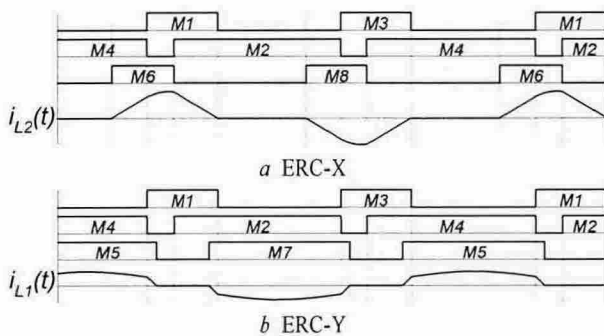 M1 M3 M1
M4 M2 M4 M2
M6 M8 M6
iL2(t)
a ERC-X
M1 M3 M1
M4 M2 M4 M2
M5 M7 M5
iL1(t)
b ERC-Y